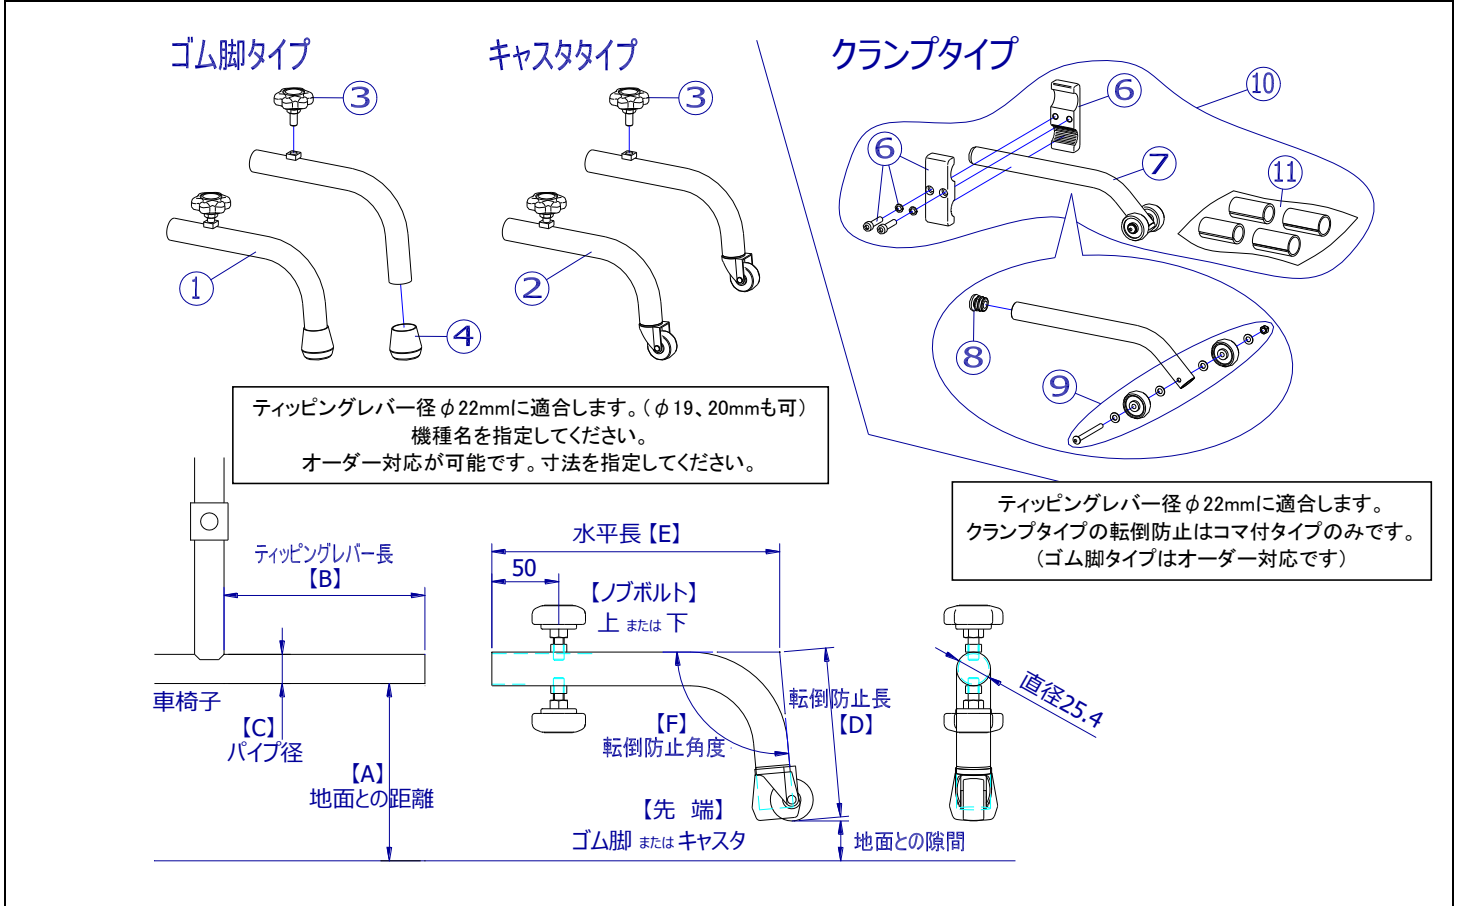 ゴム脚タイプ
キャスタタイプ
クランプタイプ
③
③
⑥
⑩
⑥
⑦
⑪
①
②
④
⑧
⑨
ティッピングレバー径φ22mmに適合します。(φ19、20mmも可)
機種名を指定してください。
オーダー対応が可能です。寸法を指定してください。
ティッピングレバー径φ22mmに適合します。
クランプタイプの転倒防止はコマ付タイプのみです。
(ゴム脚タイプはオーダー対応です)
ティッピングレバー長
【B】
車椅子
【C】
パイプ径
【A】
地面との距離
水平長【E】
50
【ノブボルト】
上 または 下
【F】
転倒防止角度
転倒防止長
【D】
【先 端】
ゴム脚 または キャスタ
地面との隙間
直径25.4